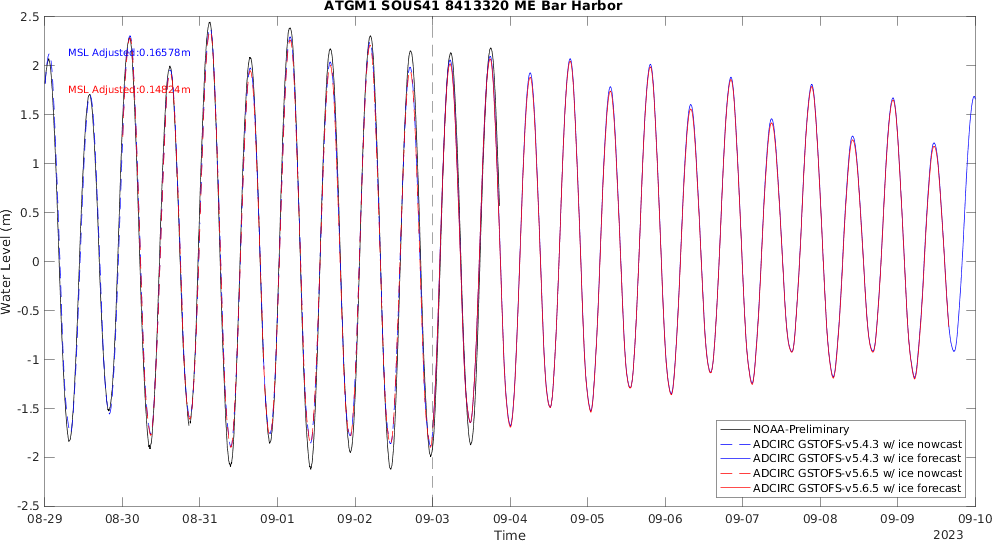 ATGM1 SOUS41 8413320 ME Bar Harbor
MSL Adjusted:0.16578m
MSL Adjusted:0.14824m
Water Level (m)
2.5
2
1.5
1
0.5
0
-0.5
-1
-1.5
-2
-2.5
NOAA-Preliminary
ADCIRC GSTOFS-v5.4.3 w/ ice nowcast
ADCIRC GSTOFS-v5.4.3 w/ ice forecast
ADCIRC GSTOFS-v5.6.5 w/ ice nowcast
ADCIRC GSTOFS-v5.6.5 w/ ice forecast
08-29 08-30 08-31 09-01 09-02 09-03 09-04 09-05 09-06 09-07 09-08 09-09 09-10
Time
2023